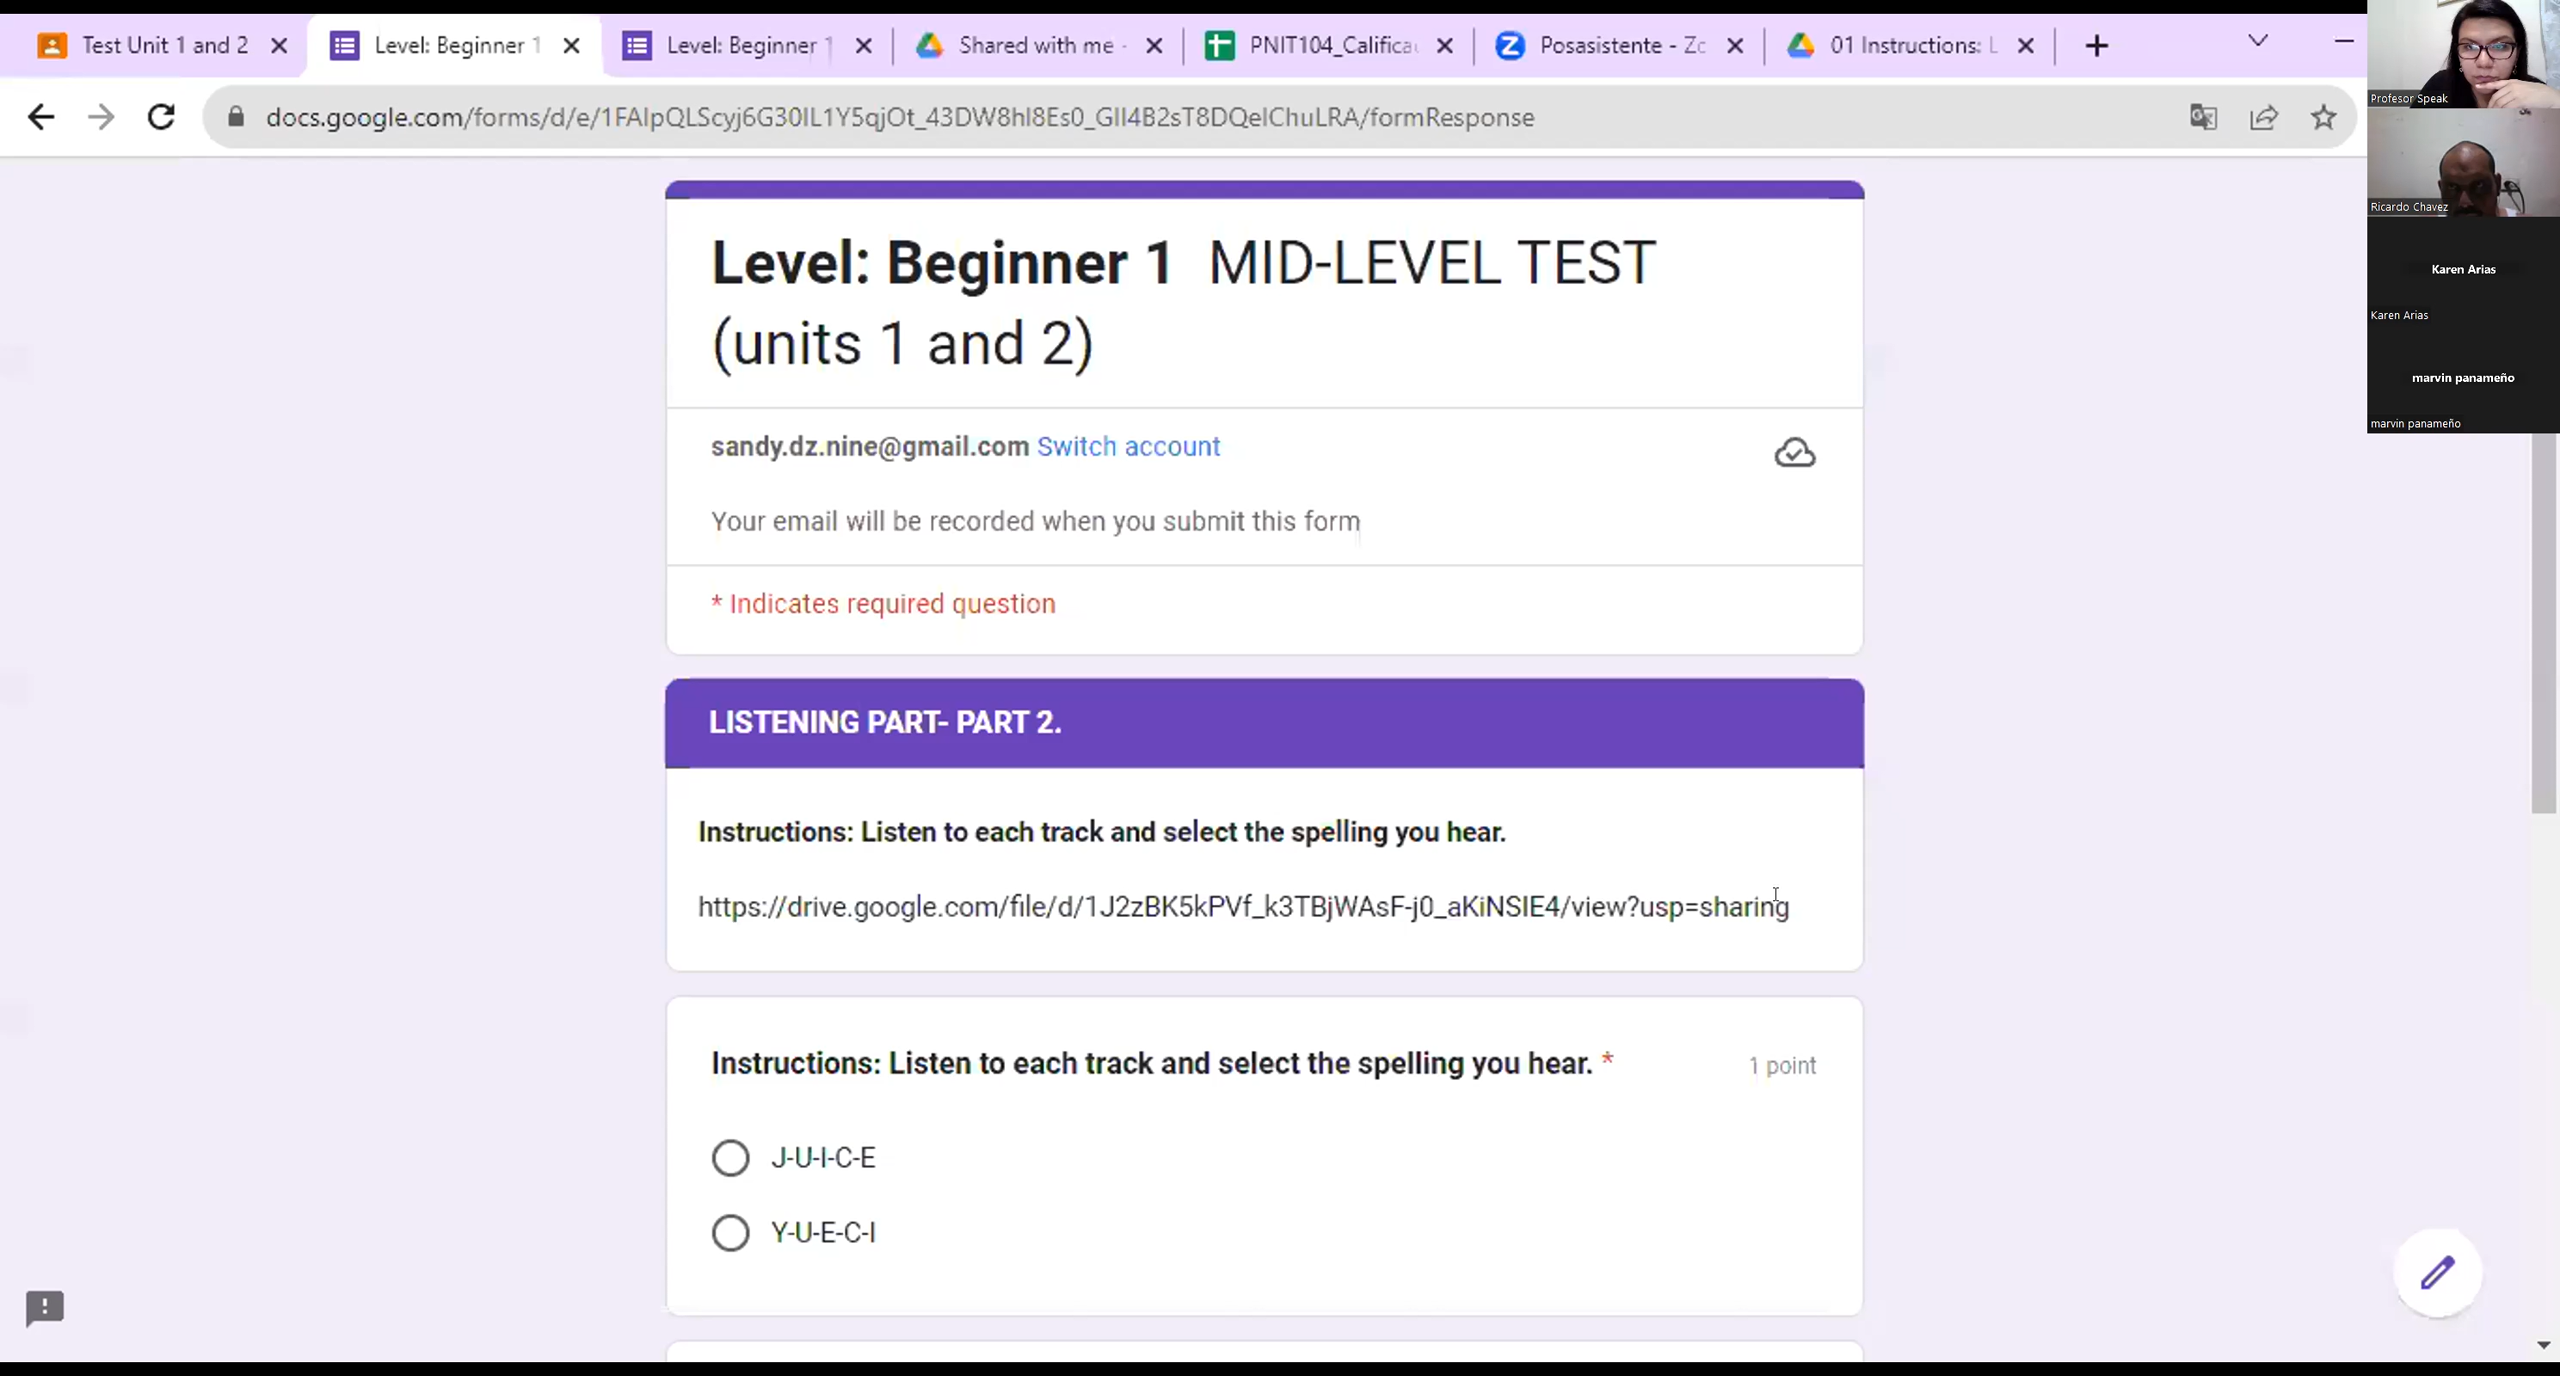 Test Unit 1 and 2
Level: Beginner 1
Level: Beginner 1
Shared with me -
PNIT104_Califica
Posasistente - Zo
01 Instructions: L
docs.google.com/forms/d/e/1FAIpQLScyj6G30IL1Y5qjOt_43DW8hI8Es0_GlI4B2sT8DQeIChuLRA/formResponse
Level: Beginner 1 MID-LEVEL TEST
(units 1 and 2)
sandy.dz.nine@gmail.com Switch account
Your email will be recorded when you submit this form
* Indicates required question
LISTENING PART- PART 2.
Instructions: Listen to each track and select the spelling you hear.
https://drive.google.com/file/d/1J2zBK5kPVf_k3TBjWAsF-j0_aKiNSIE4/view?usp=sharing
Instructions: Listen to each track and select the spelling you hear. *
1 point
J-U-I-C-E
Y-U-E-C-I
Profesor Speak
Ricardo Chavez
Karen Arias
Karen Arias
marvin panameño
marvin panameño